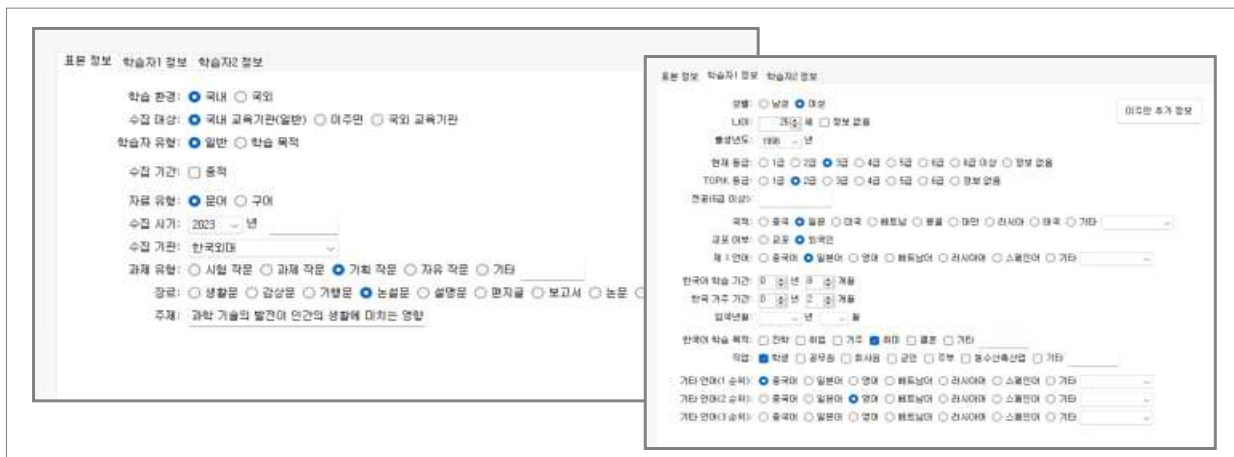 표본 정보 학습자1 정보 학습자2 정보
학습 환경: 국내 국외
수집 대상: 국내 교육기관(일반) 이주민 국외 교육기관
학습자 유형: 일반 학습 목적
수집 기간: 종적
자료 유형: 문어 구어
수집 시기: 2023 년
수집 기관: 한국외대
과제 유형: 시험 작문 과제 작문 기획 작문 자유 작문 기타
장르: 생활문 감상문 기행문 논설문 설명문 편지글 보고서 논문
주제: 과학 기술의 발전이 인간의 생활에 미치는 영향
표본 정보 학습자1 정보 학습자2 정보
이주민 추가 정보
성별: 남성 여성
나이: 25 세 정보 없음
출생년도: 1998 년
현재 등급: 1급 2급 3급 4급 5급 6급 6급 이상 정보 없음
TOPIK 등급: 1급 2급 3급 4급 5급 6급 정보 없음
전공(6급 이상):
국적: 중국 일본 미국 베트남 몽골 대만 러시아 태국 기타
교포 여부: 교포 외국인
제 1 언어: 중국어 일본어 영어 베트남어 러시아어 스페인어 기타
한국어 학습 기간: 0 년 8 개월
한국 거주 기간: 0 년 2 개월
입국년월: 년 월
한국어 학습 목적: 진학 취업 거주 취미 결혼 기타
직업: 학생 공무원 회사원 군인 주부 농수산축산업 기타
기타 언어(1 순위): 중국어 일본어 영어 베트남어 러시아어 스페인어 기타
기타 언어(2 순위): 중국어 일본어 영어 베트남어 러시아어 스페인어 기타
기타 언어(3 순위): 중국어 일본어 영어 베트남어 러시아어 스페인어 기타